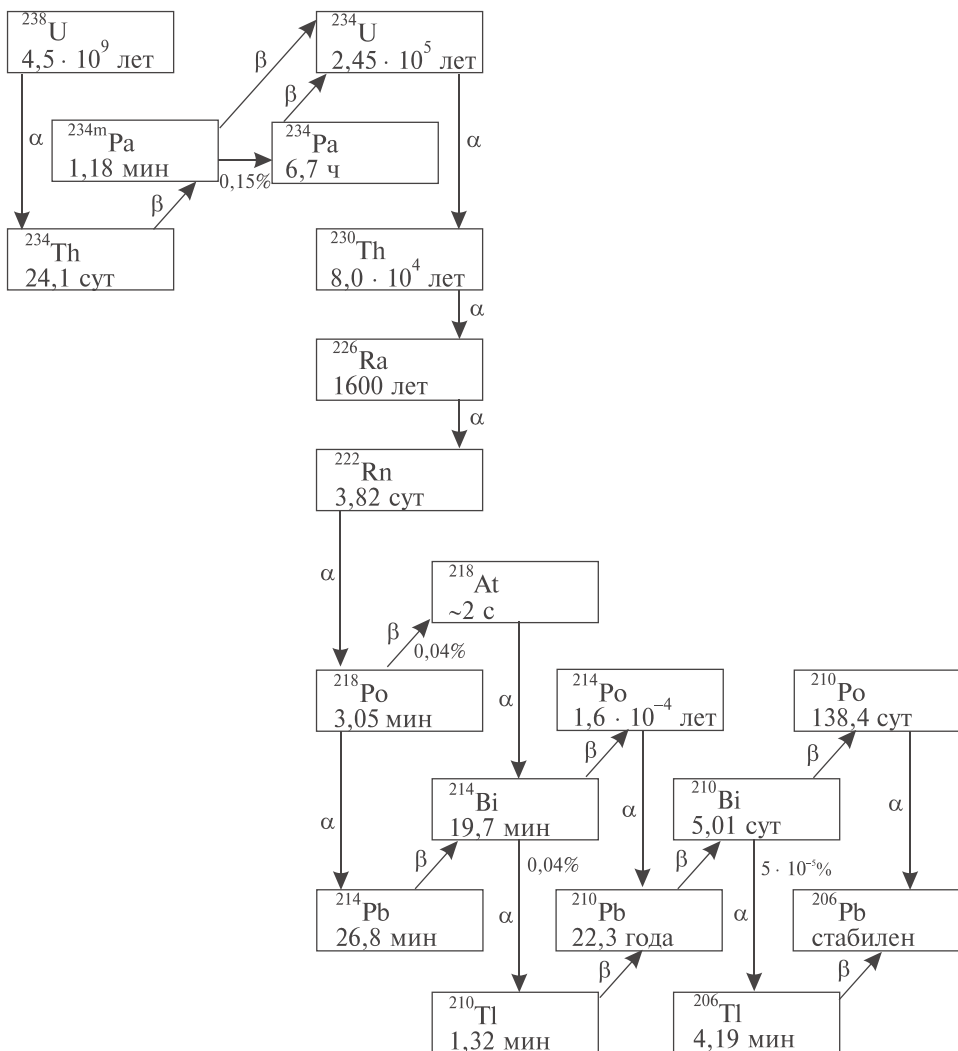 ²³⁸U
4,5 · 10⁹ лет
²³⁴U
2,45 · 10⁵ лет
β
β
α
²³⁴ᵐPa
1,18 мин
0,15%
²³⁴Pa
6,7 ч
α
β
²³⁴Th
24,1 сут
²³⁰Th
8,0 · 10⁴ лет
α
²²⁶Ra
1600 лет
α
²²²Rn
3,82 сут
α
²¹⁸At
~2 с
β
0,04%
²¹⁸Po
3,05 мин
α
²¹⁴Po
1,6 · 10⁻⁴ лет
²¹⁰Po
138,4 сут
β
β
²¹⁴Bi
19,7 мин
α
²¹⁰Bi
5,01 сут
α
α
β
0,04%
β
5 · 10⁻⁵%
²¹⁴Pb
26,8 мин
α
²¹⁰Pb
22,3 года
α
²⁰⁶Pb
стабилен
β
β
²¹⁰Tl
1,32 мин
²⁰⁶Tl
4,19 мин